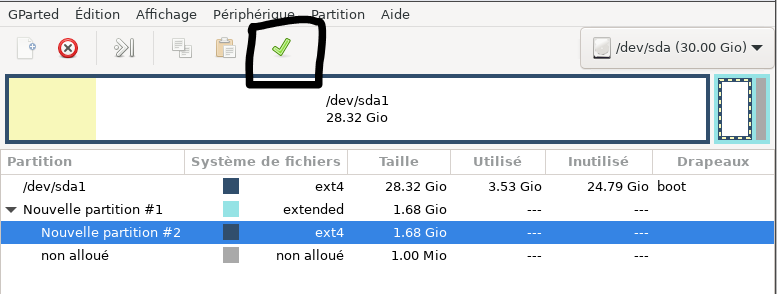 GParted Édition Affichage Périphérique Partition Aide
/dev/sda (30.00 Gio)
/dev/sda1
28.32 Gio
Partition Système de fichiers Taille Utilisé Inutilisé Drapeaux
/dev/sda1 ext4 28.32 Gio 3.53 Gio 24.79 Gio boot
Nouvelle partition #1 extended 1.68 Gio --- ---
Nouvelle partition #2 ext4 1.68 Gio --- ---
non alloué non alloué 1.00 Mio --- ---